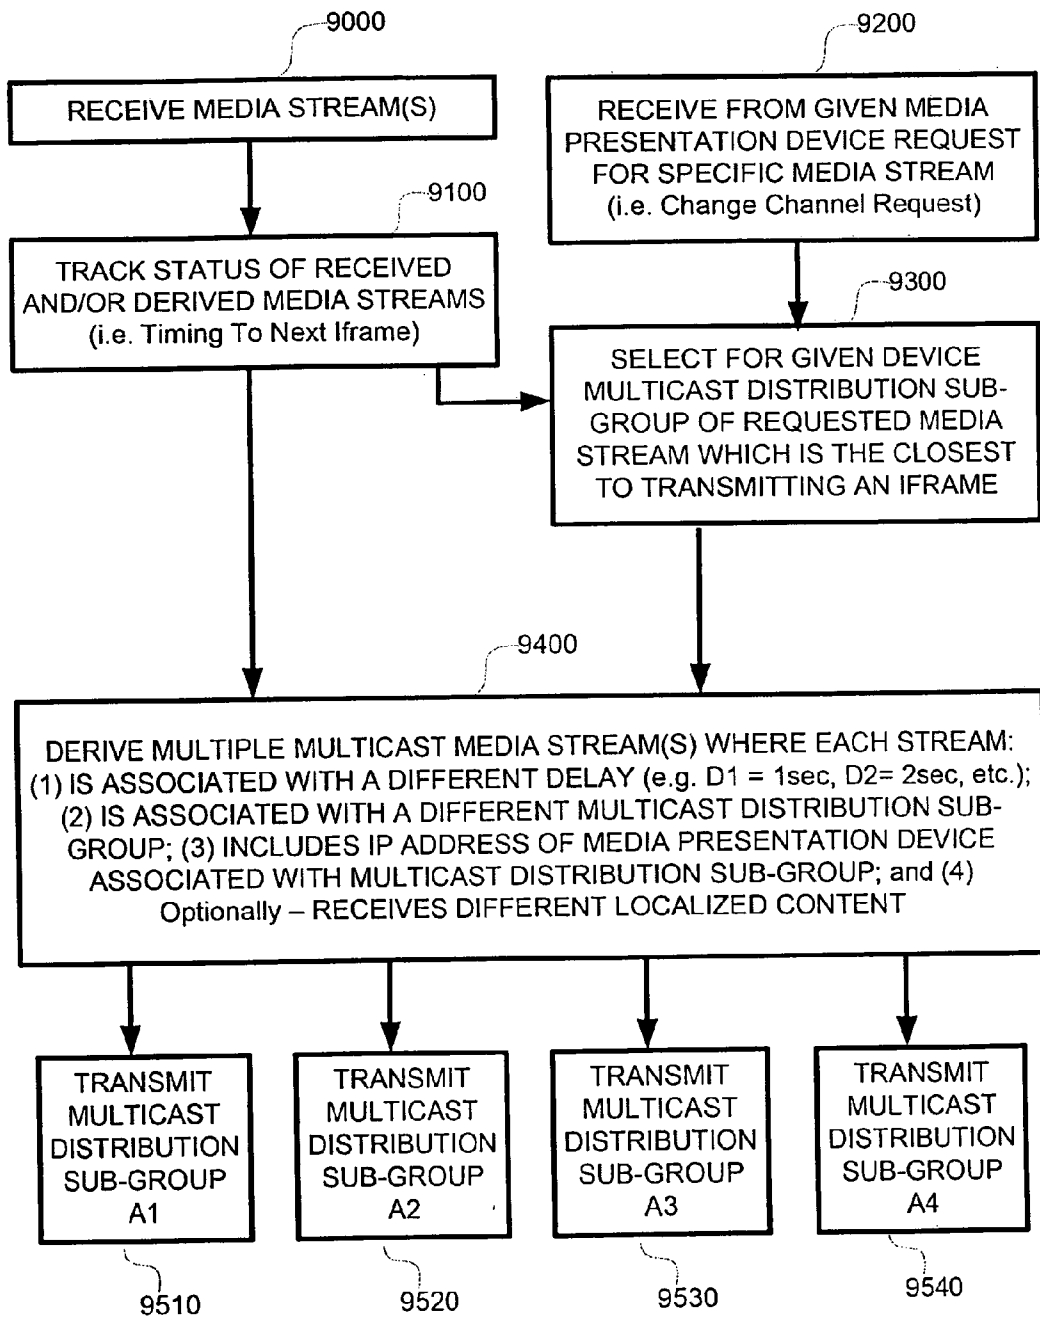 9000
RECEIVE MEDIA STREAM(S)
9100
TRACK STATUS OF RECEIVED
AND/OR DERIVED MEDIA STREAMS
(i.e. Timing To Next Iframe)
9200
RECEIVE FROM GIVEN MEDIA
PRESENTATION DEVICE REQUEST
FOR SPECIFIC MEDIA STREAM
(i.e. Change Channel Request)
9300
SELECT FOR GIVEN DEVICE
MULTICAST DISTRIBUTION SUB-
GROUP OF REQUESTED MEDIA
STREAM WHICH IS THE CLOSEST
TO TRANSMITTING AN IFRAME
9400
DERIVE MULTIPLE MULTICAST MEDIA STREAM(S) WHERE EACH STREAM:
(1) IS ASSOCIATED WITH A DIFFERENT DELAY (e.g. D1 = 1sec, D2= 2sec, etc.);
(2) IS ASSOCIATED WITH A DIFFERENT MULTICAST DISTRIBUTION SUB-
GROUP; (3) INCLUDES IP ADDRESS OF MEDIA PRESENTATION DEVICE
ASSOCIATED WITH MULTICAST DISTRIBUTION SUB-GROUP; and (4)
Optionally – RECEIVES DIFFERENT LOCALIZED CONTENT
TRANSMIT
MULTICAST
DISTRIBUTION
SUB-GROUP
A1
9510
TRANSMIT
MULTICAST
DISTRIBUTION
SUB-GROUP
A2
9520
TRANSMIT
MULTICAST
DISTRIBUTION
SUB-GROUP
A3
9530
TRANSMIT
MULTICAST
DISTRIBUTION
SUB-GROUP
A4
9540